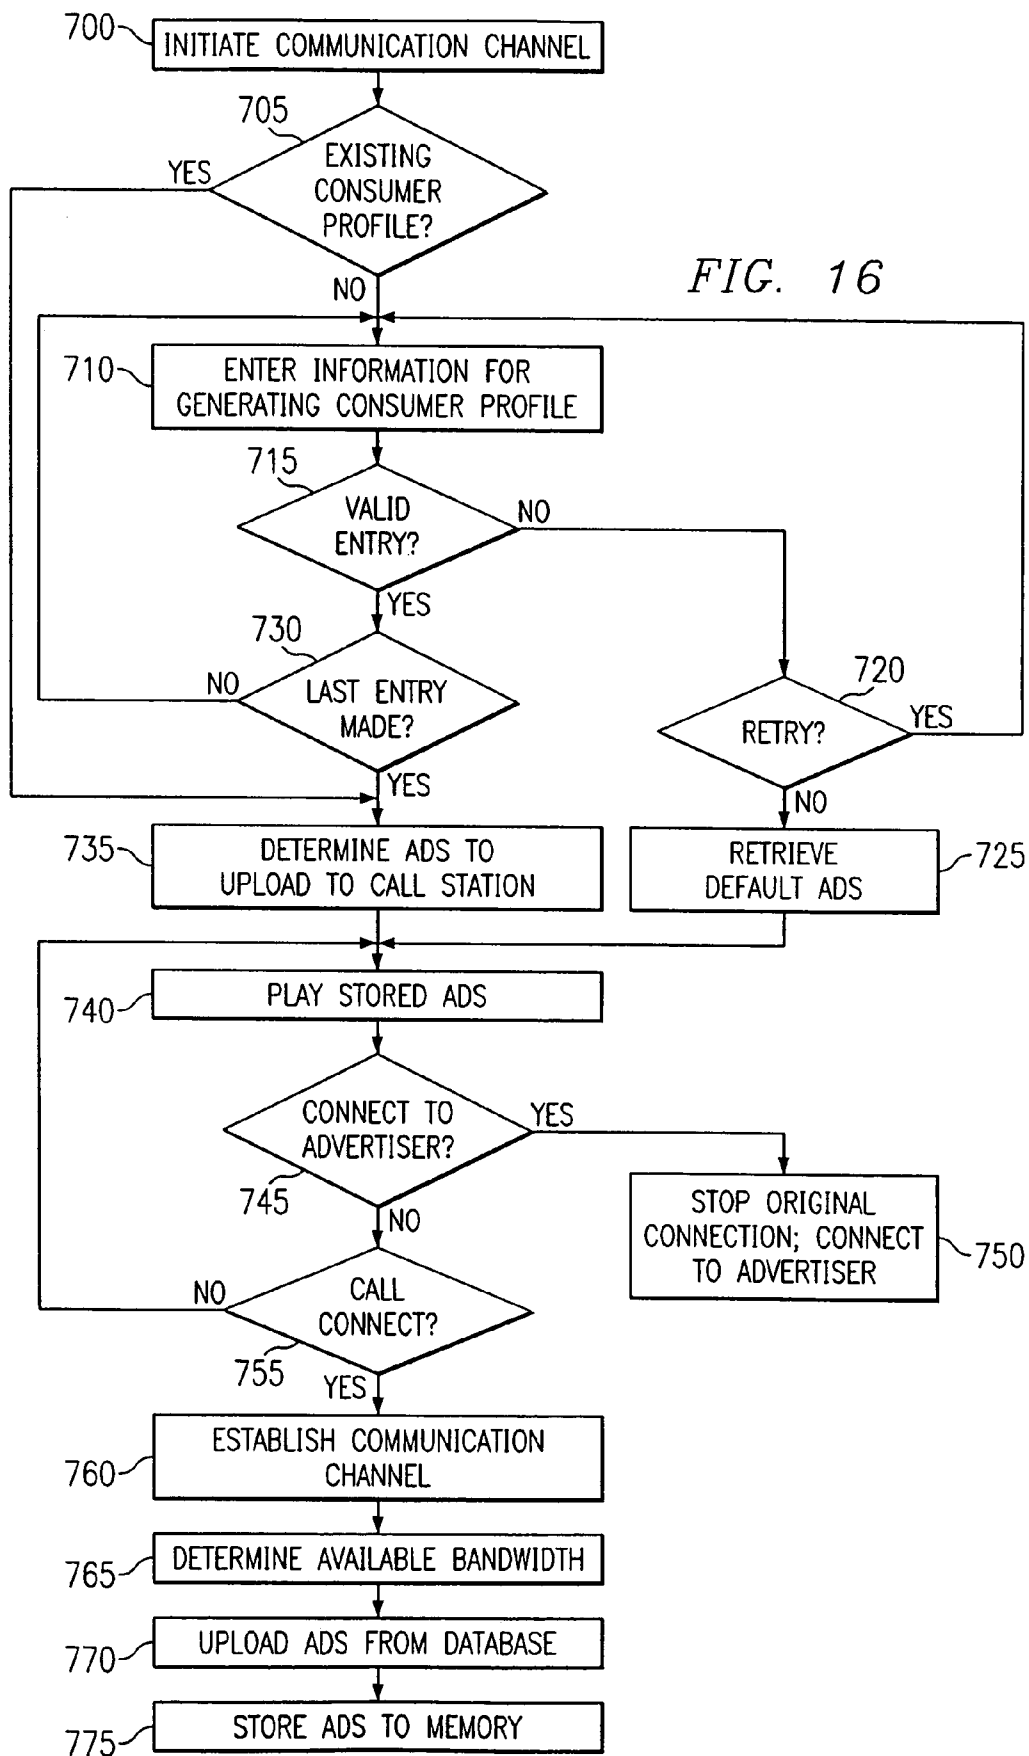 700
INITIATE COMMUNICATION CHANNEL
705
YES
EXISTING
CONSUMER
PROFILE?
NO
FIG. 16
710
ENTER INFORMATION FOR
GENERATING CONSUMER PROFILE
715
VALID
ENTRY?
NO
YES
730
NO
LAST ENTRY
MADE?
YES
720
RETRY?
YES
NO
735
DETERMINE ADS TO
UPLOAD TO CALL STATION
RETRIEVE
DEFAULT ADS
725
740
PLAY STORED ADS
CONNECT TO
ADVERTISER?
YES
745
NO
STOP ORIGINAL
CONNECTION; CONNECT
TO ADVERTISER
750
NO
CALL
CONNECT?
755
YES
760
ESTABLISH COMMUNICATION
CHANNEL
765
DETERMINE AVAILABLE BANDWIDTH
770
UPLOAD ADS FROM DATABASE
775
STORE ADS TO MEMORY